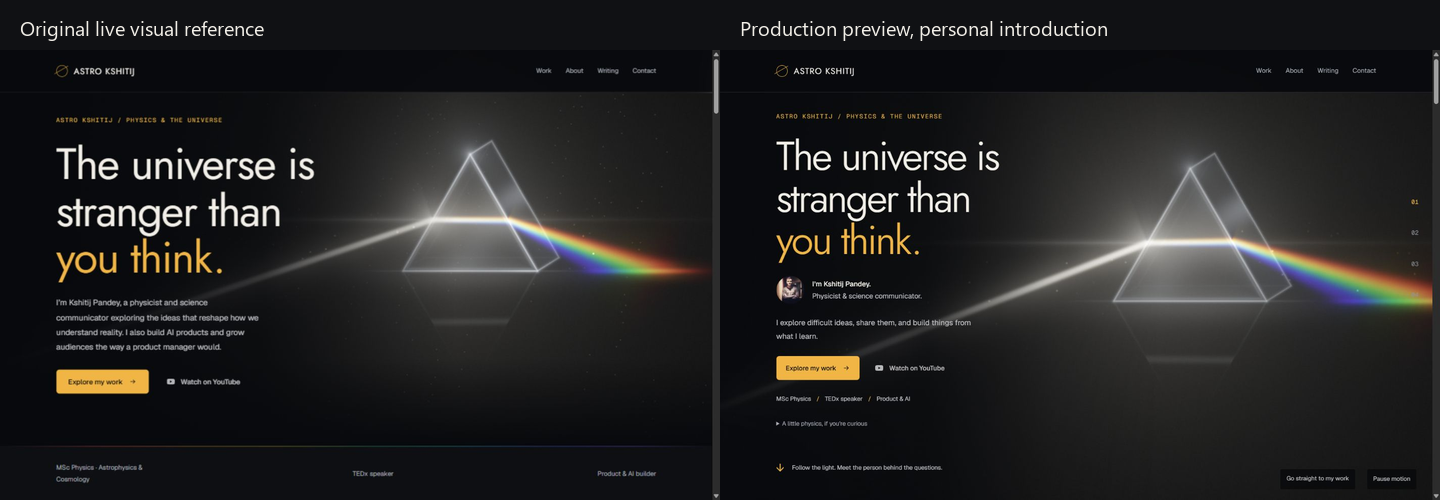 Original live visual reference
ASTRO KSHITIJ
Work About Writing Contact
ASTRO KSHITIJ / PHYSICS & THE UNIVERSE
The universe is
stranger than
you think.
I'm Kshitij Pandey, a physicist and science
communicator exploring the ideas that reshape how we
understand reality. I also build AI products and grow
audiences the way a product manager would.
Explore my work → Watch on YouTube
MSc Physics · Astrophysics &
Cosmology
TEDx speaker
Product & AI builder
Production preview, personal introduction
ASTRO KSHITIJ
Work About Writing Contact
ASTRO KSHITIJ / PHYSICS & THE UNIVERSE
The universe is
stranger than
you think.
I'm Kshitij Pandey.
Physicist & science communicator.
I explore difficult ideas, share them, and build things from
what I learn.
Explore my work → Watch on YouTube
MSc Physics / TEDx speaker / Product & AI
A little physics, if you're curious
Follow the light. Meet the person behind the questions.
01
02
03
Go straight to my work Pause motion